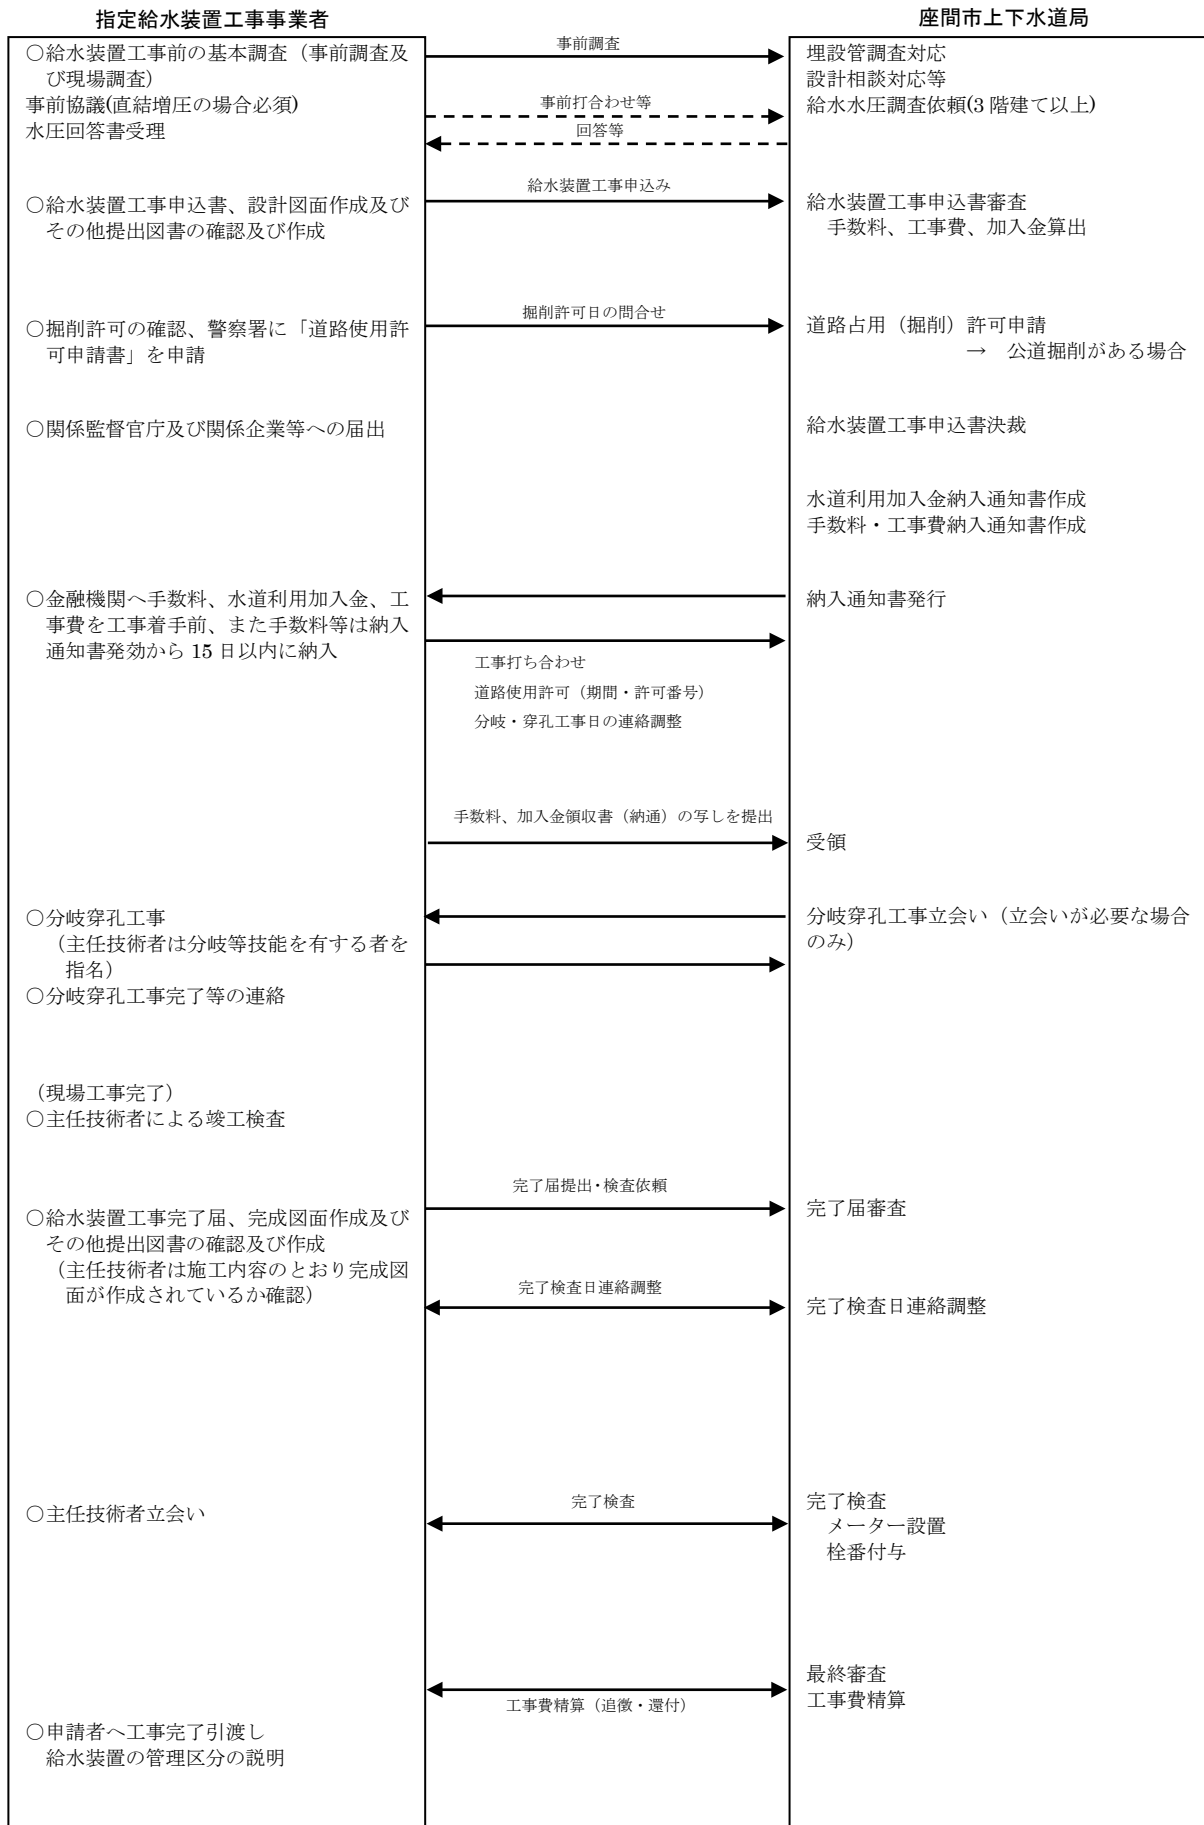 指定給水装置工事事業者
座間市上下水道局
○給水装置工事前の基本調査（事前調査及
び現場調査）
事前協議(直結増圧の場合必須)
水圧回答書受理
事前調査
埋設管調査対応
設計相談対応等
給水水圧調査依頼(3 階建て以上)
事前打合わせ等
回答等
○給水装置工事申込書、設計図面作成及び
その他提出図書の確認及び作成
給水装置工事申込み
給水装置工事申込書審査
手数料、工事費、加入金算出
○掘削許可の確認、警察署に「道路使用許
可申請書」を申請
掘削許可日の問合せ
道路占用（掘削）許可申請
→　公道掘削がある場合
○関係監督官庁及び関係企業等への届出
給水装置工事申込書決裁
水道利用加入金納入通知書作成
手数料・工事費納入通知書作成
○金融機関へ手数料、水道利用加入金、工
事費を工事着手前、また手数料等は納入
通知書発効から 15 日以内に納入
納入通知書発行
工事打ち合わせ
道路使用許可（期間・許可番号）
分岐・穿孔工事日の連絡調整
手数料、加入金領収書（納通）の写しを提出
受領
○分岐穿孔工事
（主任技術者は分岐等技能を有する者を
指名）
○分岐穿孔工事完了等の連絡
分岐穿孔工事立会い（立会いが必要な場合
のみ）
（現場工事完了）
○主任技術者による竣工検査
完了届提出・検査依頼
完了届審査
○給水装置工事完了届、完成図面作成及び
その他提出図書の確認及び作成
（主任技術者は施工内容のとおり完成図
面が作成されているか確認）
完了検査日連絡調整
完了検査日連絡調整
○主任技術者立会い
完了検査
完了検査
メーター設置
栓番付与
最終審査
工事費精算
工事費精算（追徴・還付）
○申請者へ工事完了引渡し
給水装置の管理区分の説明